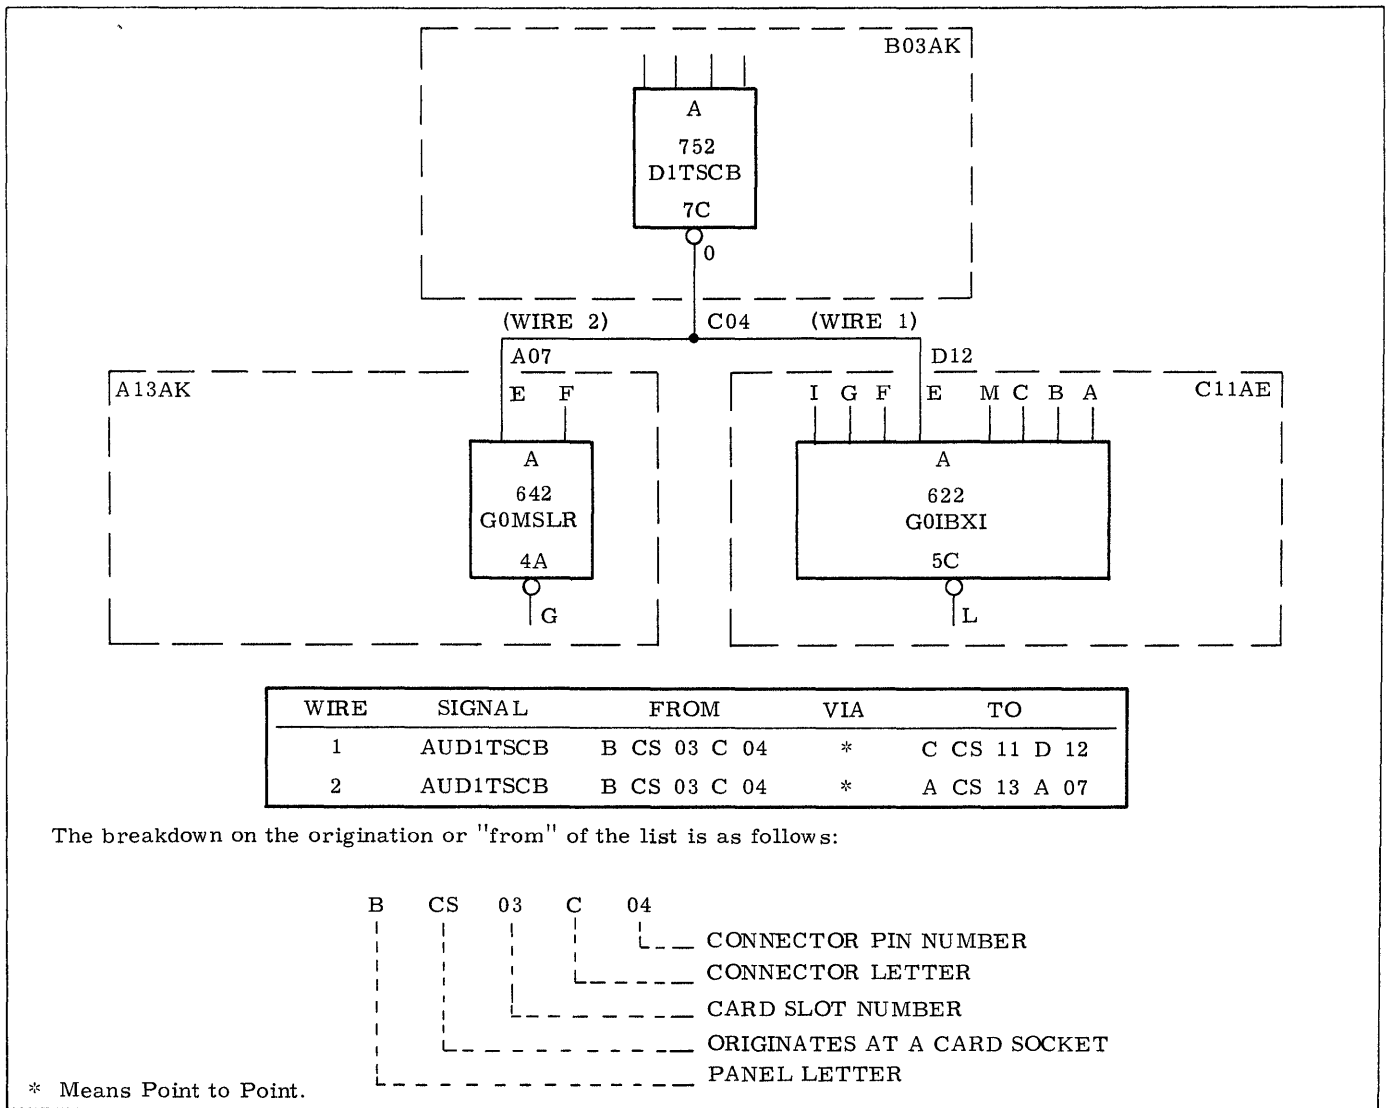 B03AK
A
752
D1TSCB
7C
0
(WIRE 2) C04 (WIRE 1)
A07 D12
A13AK E F I G F E M C B A C11AE
A A
642 622
G0MSLR G0IBXI
4A 5C
G L
WIRE SIGNAL FROM VIA TO
1 AUD1TSCB B CS 03 C 04 * C CS 11 D 12
2 AUD1TSCB B CS 03 C 04 * A CS 13 A 07
The breakdown on the origination or "from" of the list is as follows:
B CS 03 C 04
CONNECTOR PIN NUMBER
CONNECTOR LETTER
CARD SLOT NUMBER
ORIGINATES AT A CARD SOCKET
PANEL LETTER
* Means Point to Point.